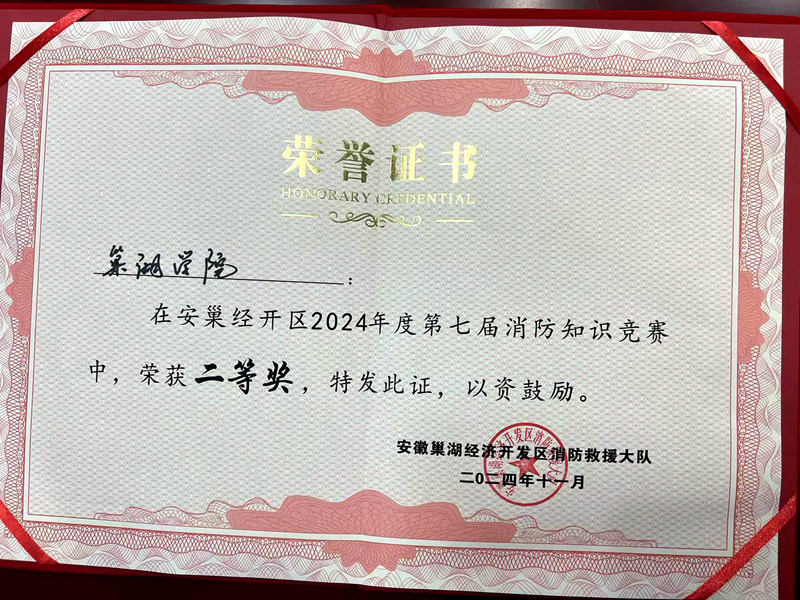 荣誉证书
HONORARY CREDENTIAL
巢湖学院：
在安巢经开区2024年度第七届消防知识竞赛
中，荣获二等奖，特发此证，以资鼓励。
安徽巢湖经济开发区消防救援大队
二0二四年十一月